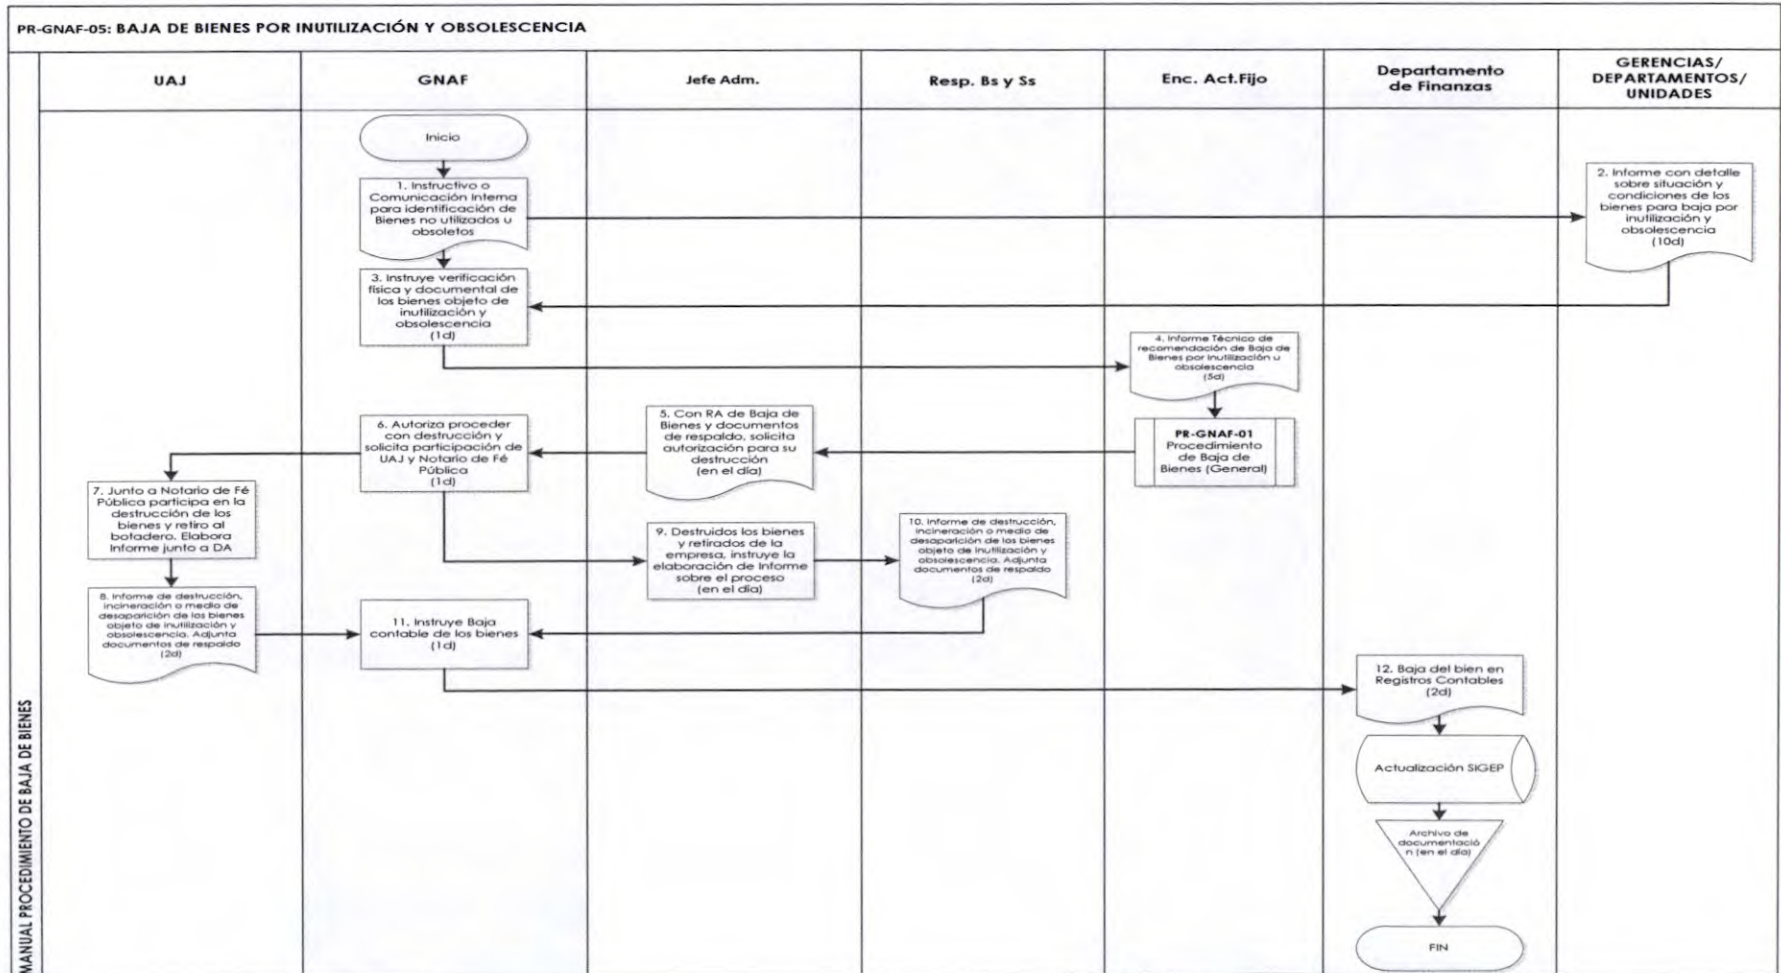 PR-GNAF-05: BAJA DE BIENES POR INUTILIZACIÓN Y OBSOLESCENCIA
UAJ
GNAF
Jefe Adm.
Resp. Bs y Ss
Enc. Act.Fijo
Departamento
de Finanzas
GERENCIAS/
DEPARTAMENTOS/
UNIDADES
Inicio
1. Instructivo o
Comunicación Interna
para identificación de
Bienes no utilizados u
obsoletos
2. Informe con detalle
sobre situación y
condiciones de los
bienes para baja por
inutilización y
obsolescencia
(10d)
3. Instruye verificación
física y documental de
los bienes objeto de
inutilización y
obsolescencia
(1d)
4. Informe Técnico de
recomendación de Baja de
Bienes por Inutilización u
obsolescencia
(5d)
PR-GNAF-01
Procedimiento
de Baja de
Bienes (General)
5. Con RA de Baja de
Bienes y documentos
de respaldo, solicita
autorización para su
destrucción
(en el día)
6. Autoriza proceder
con destrucción y
solicita participación de
UAJ y Notario de Fé
Pública
(1d)
7. Junto a Notario de Fé
Pública participa en la
destrucción de los
bienes y retiro al
botadero. Elabora
Informe junto a DA
8. Informe de destrucción,
incineración o medio de
desaparición de los bienes
objeto de inutilización y
obsolescencia. Adjunta
documentos de respaldo
(2d)
9. Destruidos los bienes
y retirados de la
empresa, instruye la
elaboración de Informe
sobre el proceso
(en el día)
10. Informe de destrucción,
incineración o medio de
desaparición de los bienes
objeto de inutilización y
obsolescencia. Adjunta
documentos de respaldo
(2d)
11. Instruye Baja
contable de los bienes
(1d)
12. Baja del bien en
Registros Contables
(2d)
Actualización SIGEP
Archivo de
documentació
n (en el día)
FIN
MANUAL PROCEDIMIENTO DE BAJA DE BIENES